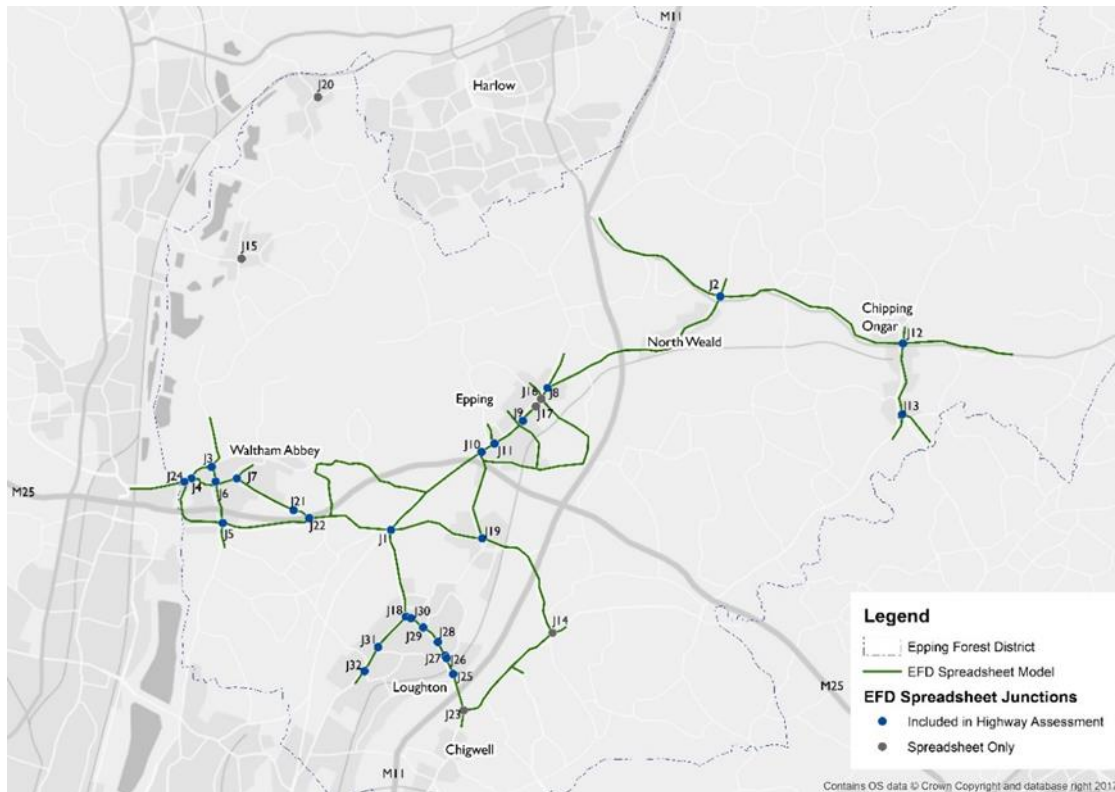 M11
J20
Harlow
J15
J2
Chipping
Ongar
J12
North Weald
J16
J8
J17
Epping
J9
J13
J10
J11
J3
Waltham Abbey
J24
J4
J6
J7
M25
J21
J22
J5
J1
J19
J18
J30
J29
J14
J28
J31
J27
J26
J32
J25
Loughton
J23
M25
Chigwell
M11
Legend
Epping Forest District
EFD Spreadsheet Model
EFD Spreadsheet Junctions
Included in Highway Assessment
Spreadsheet Only
Contains OS data © Crown Copyright and database right 2017